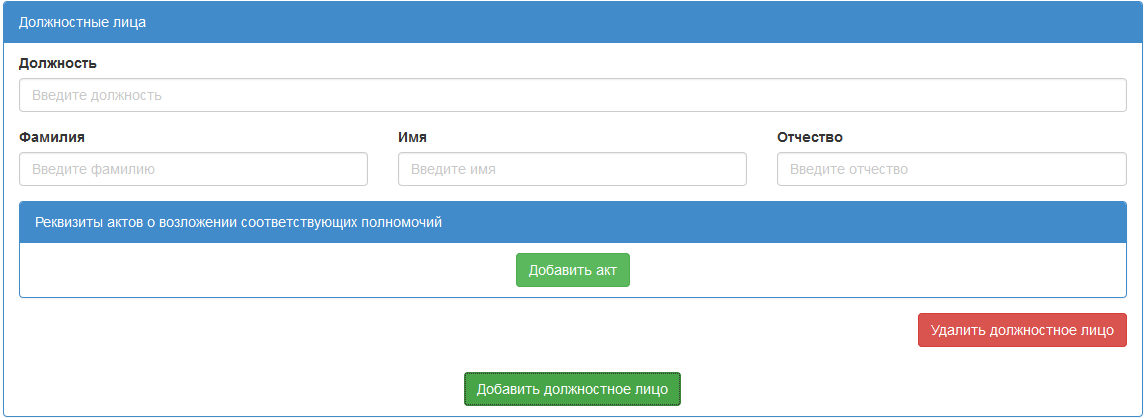 Должностные лица
Должность
Введите должность
Фамилия Имя Отчество
Введите фамилию Введите имя Введите отчество
Реквизиты актов о возложении соответствующих полномочий
Добавить акт
Удалить должностное лицо
Добавить должностное лицо